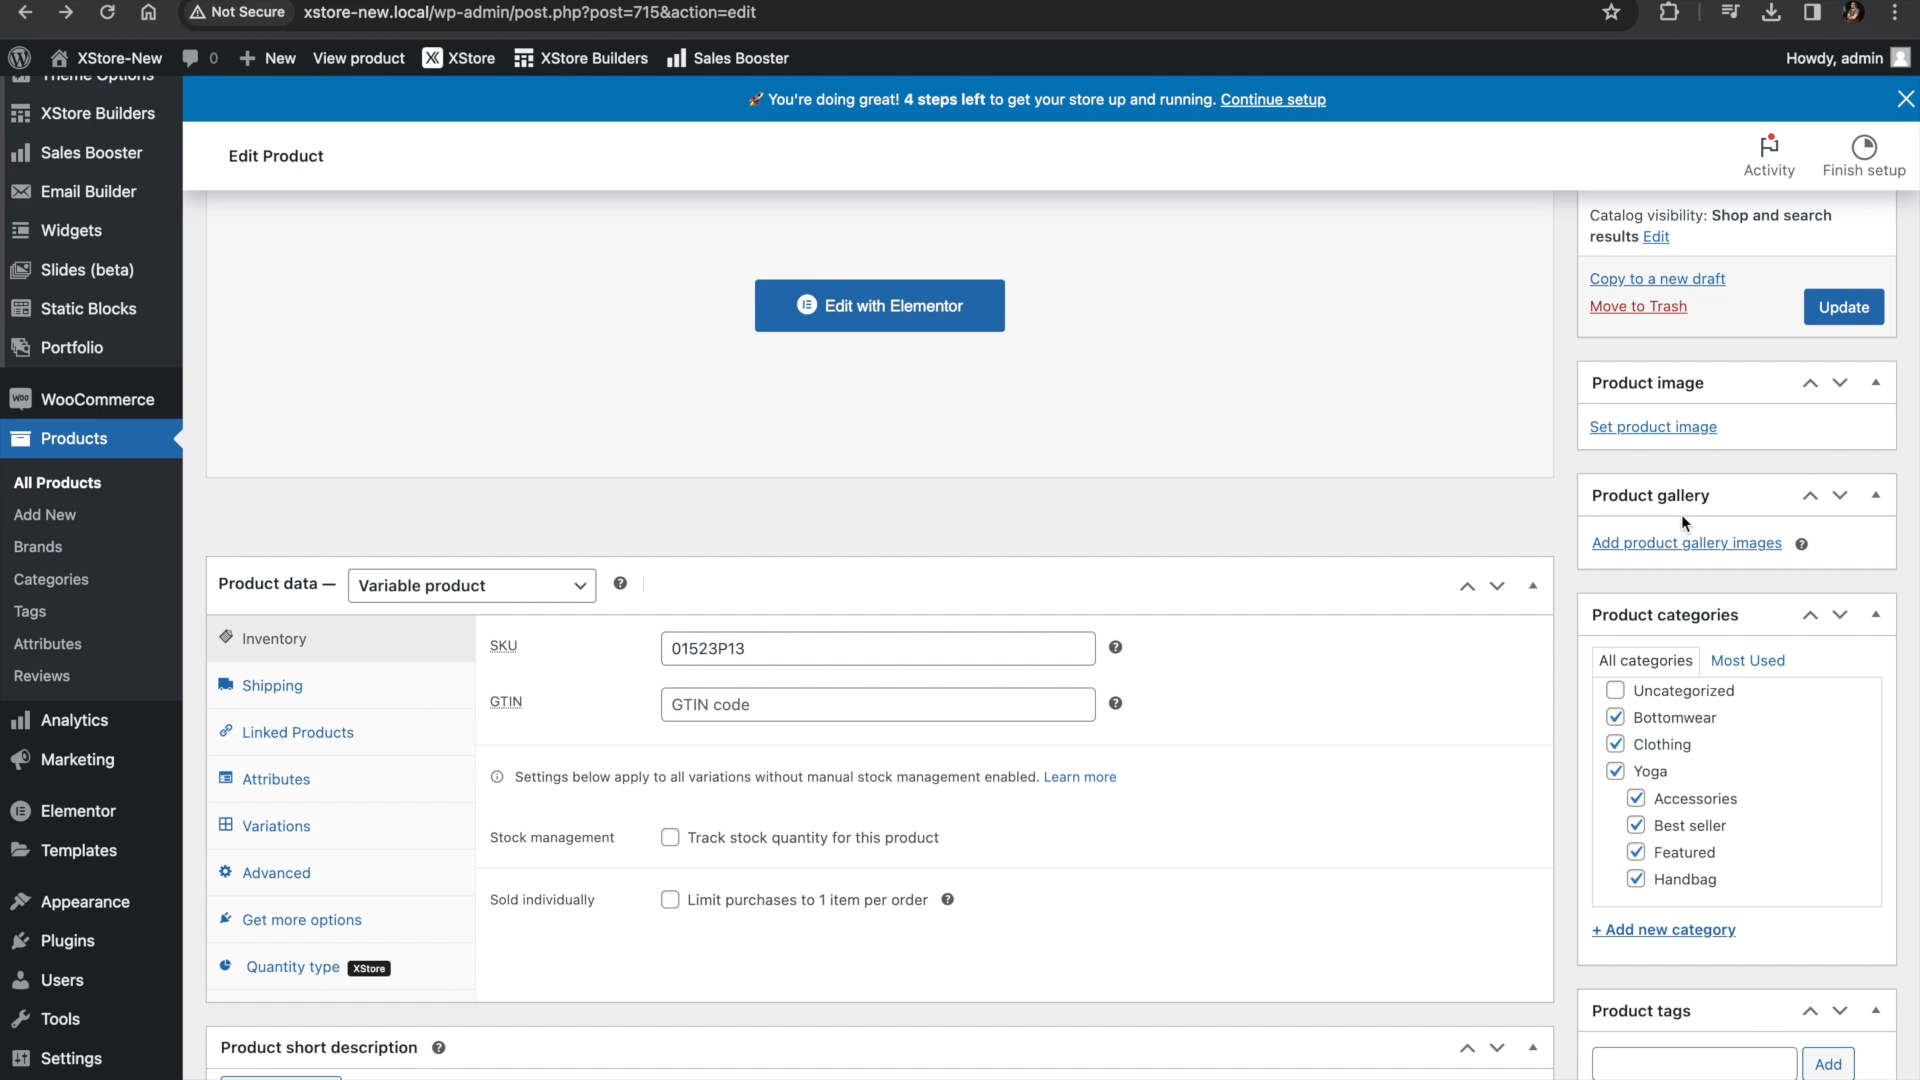 Not Secure
xstore-new.local/wp-admin/post.php?post=715&action=edit
XStore-New
0
New
View product
XStore
XStore Builders
Sales Booster
Howdy, admin
Theme Options
XStore Builders
Sales Booster
Email Builder
Widgets
Slides (beta)
Static Blocks
Portfolio
WooCommerce
Products
All Products
Add New
Brands
Categories
Tags
Attributes
Reviews
Analytics
Marketing
Elementor
Templates
Appearance
Plugins
Users
Tools
Settings
🚀 You're doing great! 4 steps left to get your store up and running. Continue setup
Edit Product
Activity
Finish setup
Edit with Elementor
Product data —
Variable product
Inventory
Shipping
Linked Products
Attributes
Variations
Advanced
Get more options
Quantity type XStore
SKU
01523P13
GTIN
GTIN code
Settings below apply to all variations without manual stock management enabled. Learn more
Stock management
Track stock quantity for this product
Sold individually
Limit purchases to 1 item per order
Product short description
Catalog visibility: Shop and search
results Edit
Copy to a new draft
Move to Trash
Update
Product image
Set product image
Product gallery
Add product gallery images
Product categories
All categories
Most Used
Uncategorized
Bottomwear
Clothing
Yoga
Accessories
Best seller
Featured
Handbag
+ Add new category
Product tags
Add